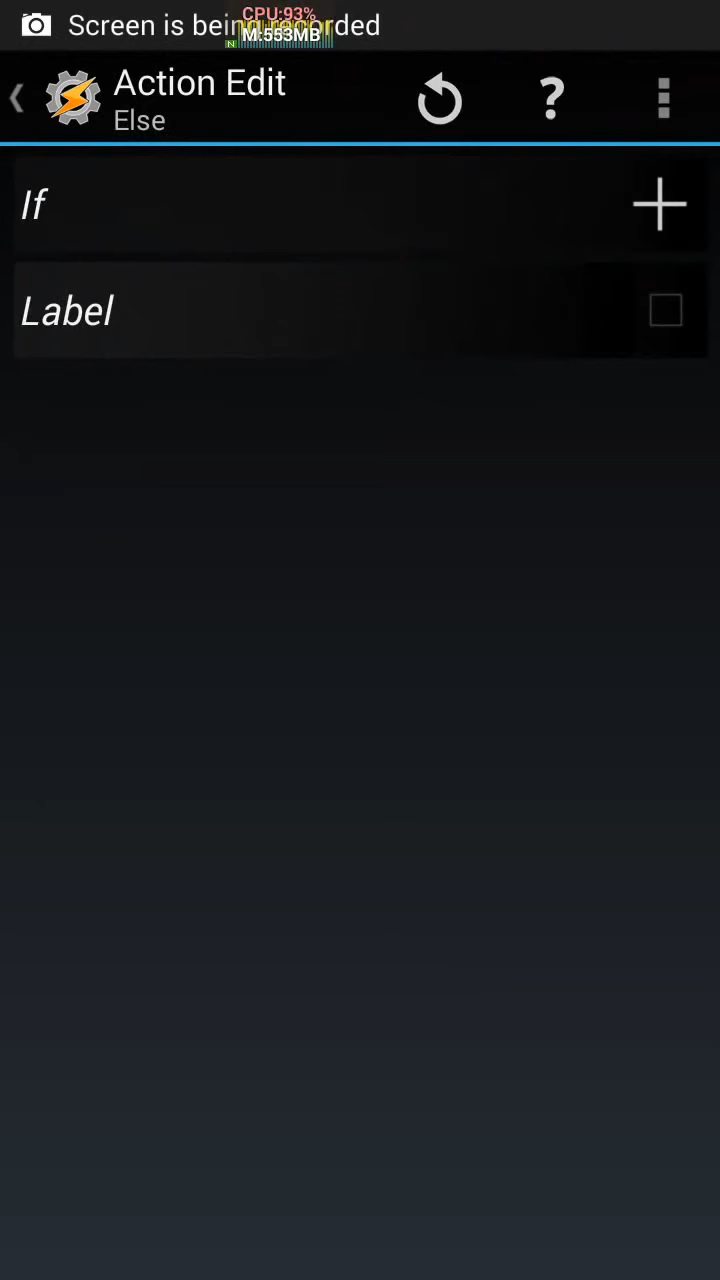 Screen is being recorded
CPU:93%
M:553MB
N
Action Edit
Else
?
If
Label